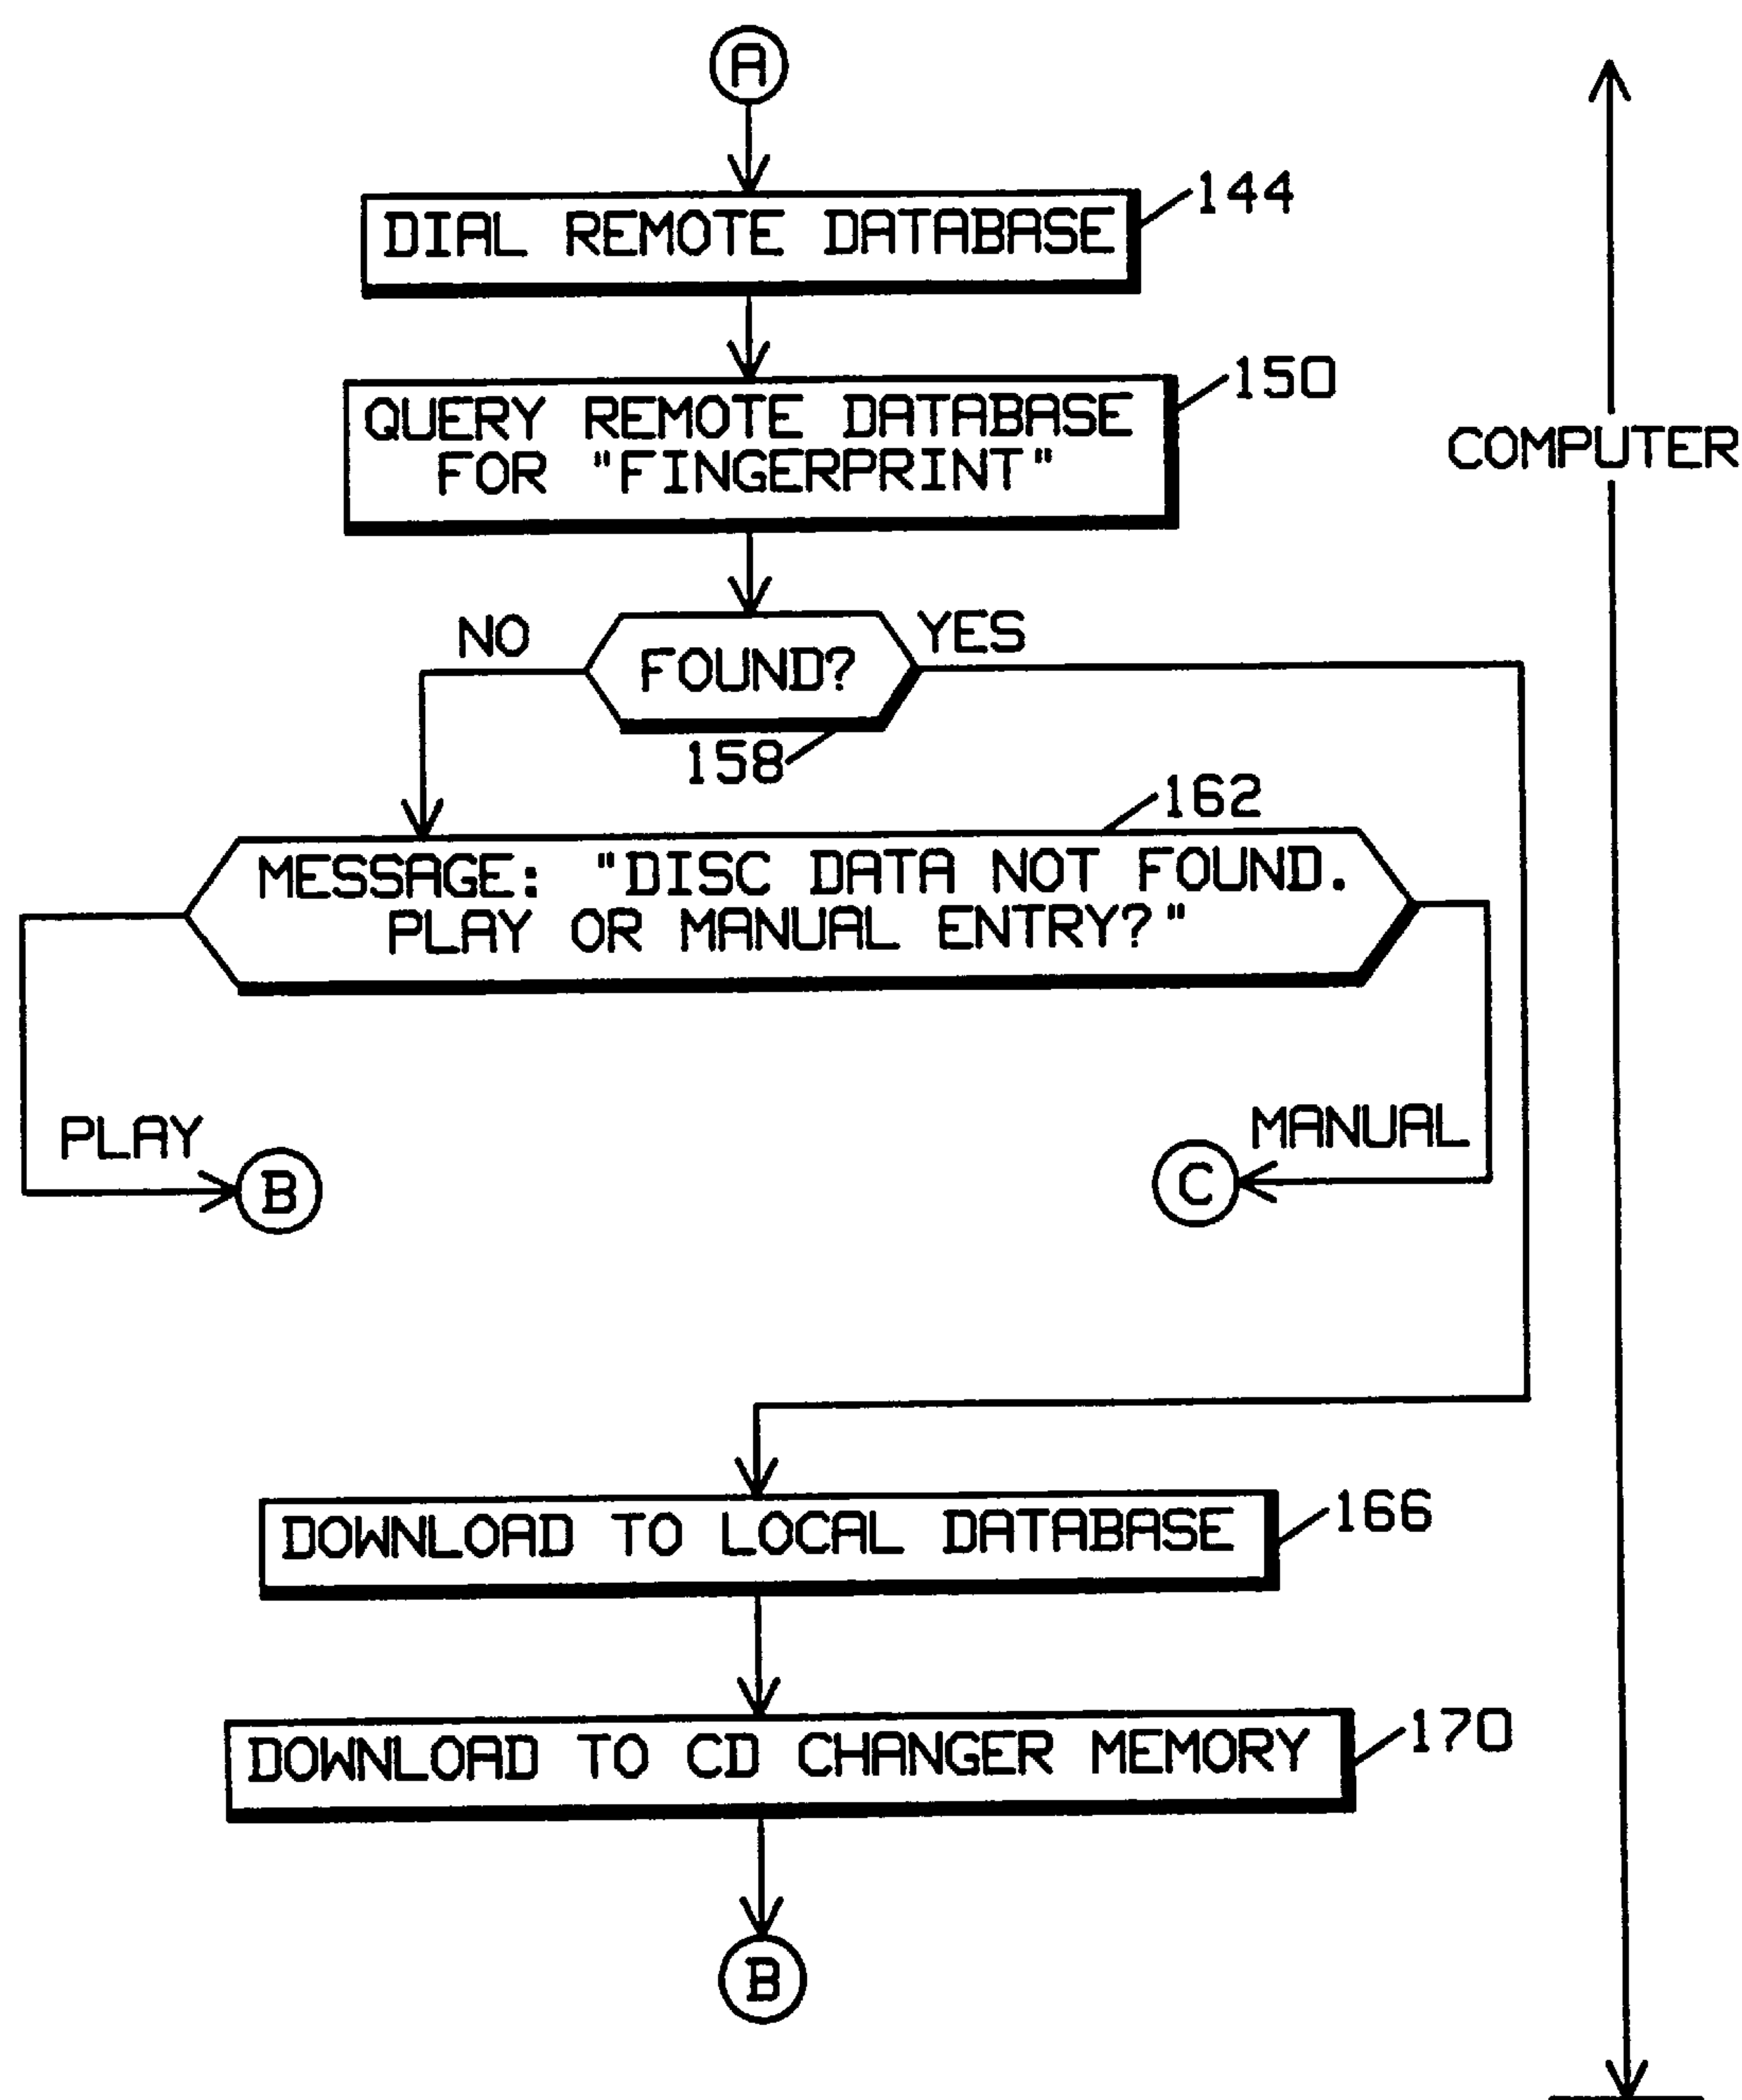 A
DIAL REMOTE DATABASE
144
QUERY REMOTE DATABASE
FOR "FINGERPRINT"
150
COMPUTER
NO
FOUND?
YES
158
162
MESSAGE: "DISC DATA NOT FOUND.
PLAY OR MANUAL ENTRY?"
PLAY
B
MANUAL
C
DOWNLOAD TO LOCAL DATABASE
166
DOWNLOAD TO CD CHANGER MEMORY
170
B